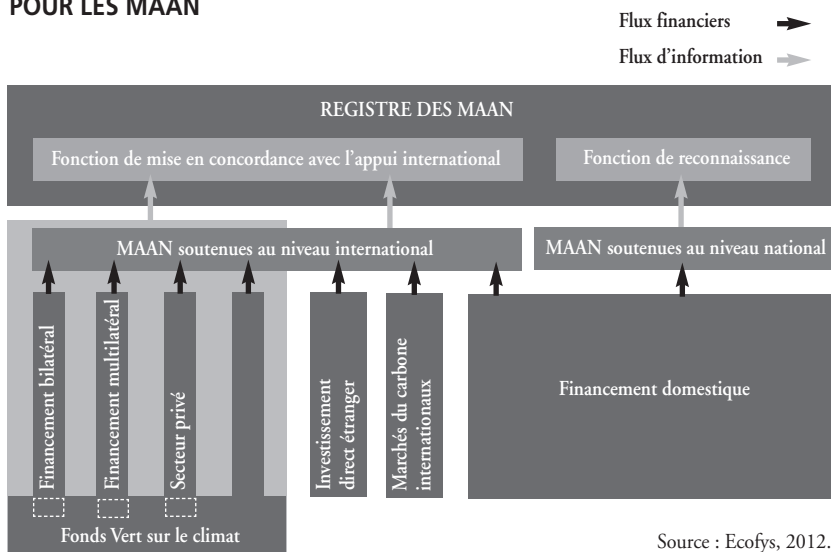 POUR LES MAAN
Flux financiers
Flux d'information
REGISTRE DES MAAN
Fonction de mise en concordance avec l'appui international
Fonction de reconnaissance
MAAN soutenues au niveau international
MAAN soutenues au niveau national
Financement bilatéral
Financement multilatéral
Secteur privé
Investissement
direct étranger
Marchés du carbone
internationaux
Financement domestique
Fonds Vert sur le climat
Source : Ecofys, 2012.